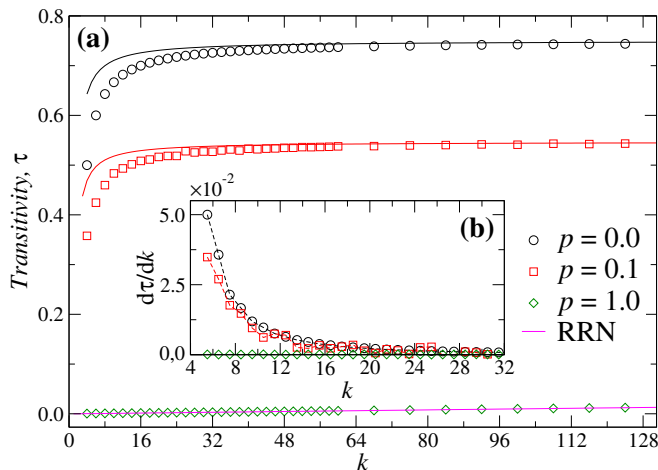 (a)
0.8
0.6
0.4
0.2
0.0
Transitivity, τ
0 16 32 48 64 80 96 112 128
k
×10⁻²
(b)
5.0
2.5
0.0
dτ/dk
4 8 12 16 20 24 28 32
k
p = 0.0
p = 0.1
p = 1.0
RRN